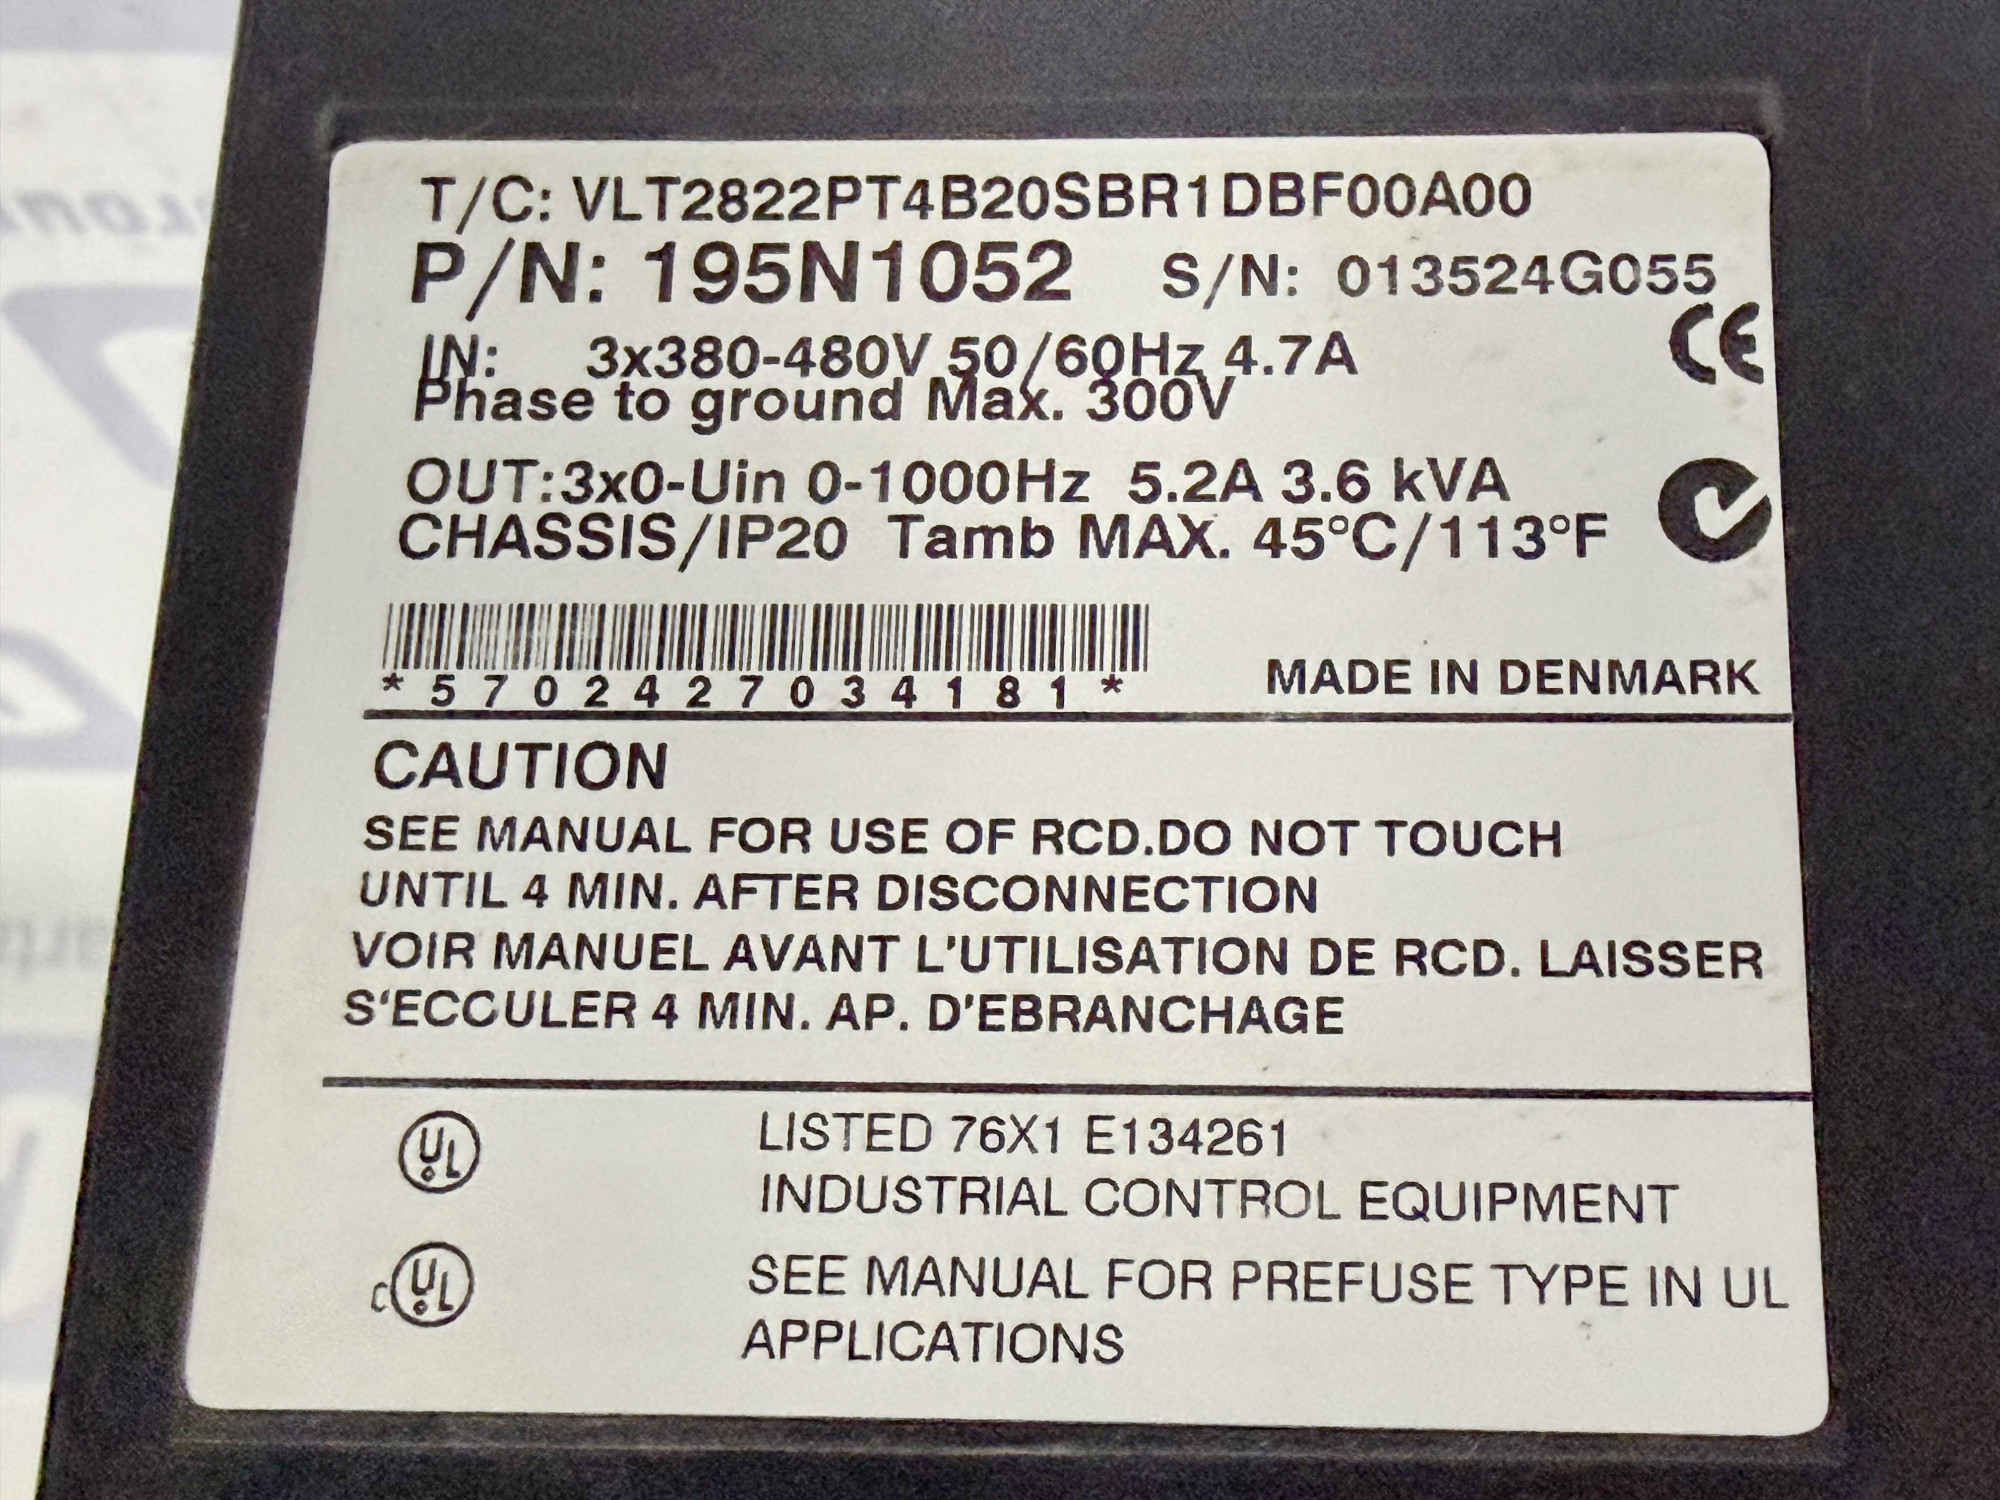 T/C: VLT2822PT4B20SBR1DBF00A00
P/N: 195N1052 S/N: 013524G055
IN: 3x380-480V 50/60Hz 4.7A
Phase to ground Max. 300V
CE
OUT:3x0-Uin 0-1000Hz 5.2A 3.6 kVA
CHASSIS/IP20 Tamb MAX. 45°C/113°F
*5702427034181*
MADE IN DENMARK
CAUTION
SEE MANUAL FOR USE OF RCD.DO NOT TOUCH
UNTIL 4 MIN. AFTER DISCONNECTION
VOIR MANUEL AVANT L'UTILISATION DE RCD. LAISSER
S'ECCULER 4 MIN. AP. D'EBRANCHAGE
UL LISTED 76X1 E134261
INDUSTRIAL CONTROL EQUIPMENT
c UL SEE MANUAL FOR PREFUSE TYPE IN UL
APPLICATIONS